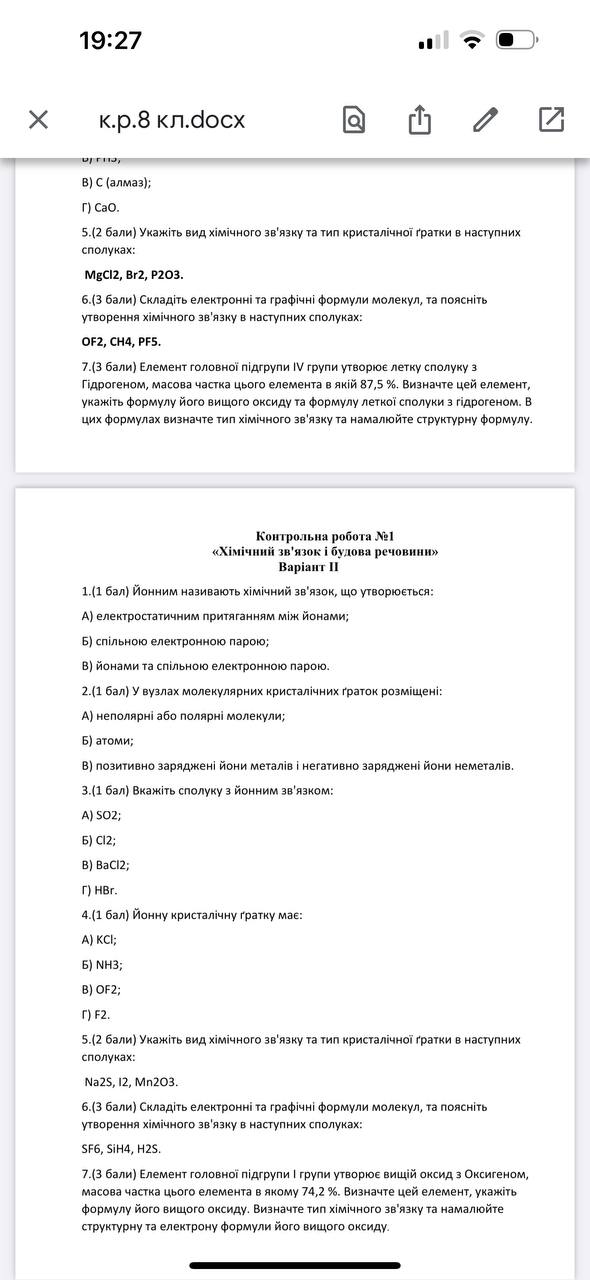 19:27
к.р.8 кл.docx
В) С (алмаз);
Г) CaO.
5.(2 бали) Укажіть вид хімічного зв'язку та тип кристалічної ґратки в наступних
сполуках:
MgCl2, Br2, P2O3.
6.(3 бали) Складіть електронні та графічні формули молекул, та поясніть
утворення хімічного зв'язку в наступних сполуках:
OF2, CH4, PF5.
7.(3 бали) Елемент головної підгрупи IV групи утворює летку сполуку з
Гідрогеном, масова частка цього елемента в якій 87,5 %. Визначте цей елемент,
укажіть формулу його вищого оксиду та формулу леткої сполуки з гідрогеном. В
цих формулах визначте тип хімічного зв'язку та намалюйте структурну формулу.
Контрольна робота №1
«Хімічний зв'язок і будова речовини»
Варіант II
1.(1 бал) Йонним називають хімічний зв'язок, що утворюється:
А) електростатичним притяганням між йонами;
Б) спільною електронною парою;
В) йонами та спільною електронною парою.
2.(1 бал) У вузлах молекулярних кристалічних ґраток розміщені:
А) неполярні або полярні молекули;
Б) атоми;
В) позитивно заряджені йони металів і негативно заряджені йони неметалів.
3.(1 бал) Вкажіть сполуку з йонним зв'язком:
А) SO2;
Б) Cl2;
В) BaCl2;
Г) HBr.
4.(1 бал) Йонну кристалічну ґратку має:
А) KCl;
Б) NH3;
В) OF2;
Г) F2.
5.(2 бали) Укажіть вид хімічного зв'язку та тип кристалічної ґратки в наступних
сполуках:
Na2S, I2, Mn2O3.
6.(3 бали) Складіть електронні та графічні формули молекул, та поясніть
утворення хімічного зв'язку в наступних сполуках:
SF6, SiH4, H2S.
7.(3 бали) Елемент головної підгрупи І групи утворює вищій оксид з Оксигеном,
масова частка цього елемента в якому 74,2 %. Визначте цей елемент, укажіть
формулу його вищого оксиду. Визначте тип хімічного зв'язку та намалюйте
структурну та електрону формули його вищого оксиду.